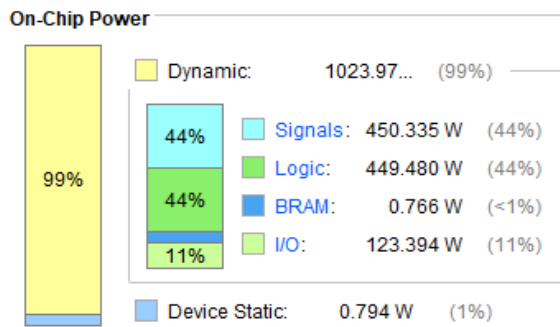 On-Chip Power
99%
Dynamic: 1023.97... (99%)
44%
44%
11%
Signals: 450.335 W (44%)
Logic: 449.480 W (44%)
BRAM: 0.766 W (<1%)
I/O: 123.394 W (11%)
Device Static: 0.794 W (1%)